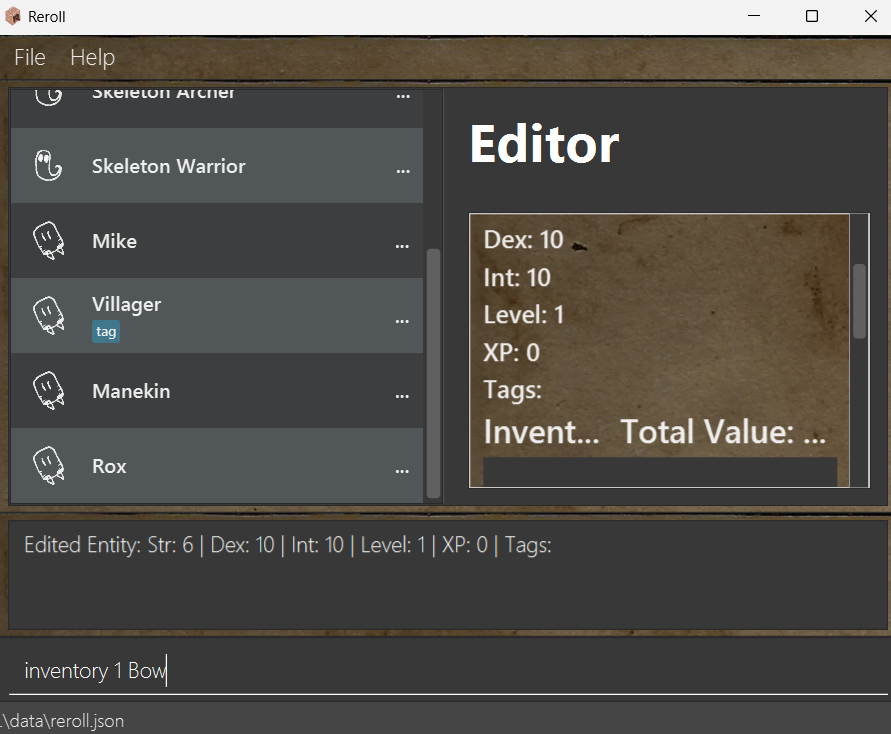 Reroll
File Help
Skeleton Archer
...
Skeleton Warrior
...
Mike
...
Villager
tag
...
Manekin
...
Rox
...
Editor
Dex: 10
Int: 10
Level: 1
XP: 0
Tags:
Invent... Total Value: ...
Edited Entity: Str: 6 | Dex: 10 | Int: 10 | Level: 1 | XP: 0 | Tags:
inventory 1 Bow
.\data\reroll.json